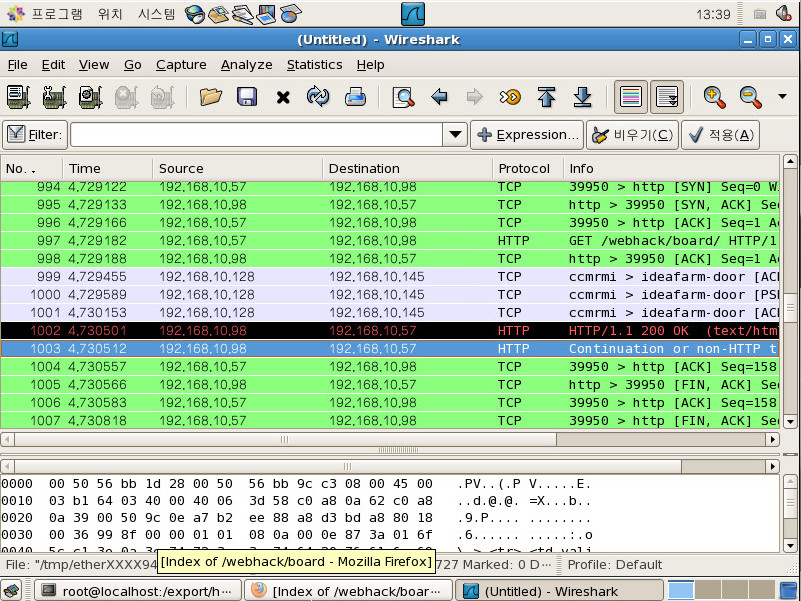 프로그램 위치 시스템 13:39
(Untitled) - Wireshark
File Edit View Go Capture Analyze Statistics Help
Filter: Expression... 비우기(C) 적용(A)
No. . Time Source Destination Protocol Info
994 4.729122 192.168.10.57 192.168.10.98 TCP 39950 > http [SYN] Seq=0 W
995 4.729133 192.168.10.98 192.168.10.57 TCP http > 39950 [SYN, ACK] Se
996 4.729166 192.168.10.57 192.168.10.98 TCP 39950 > http [ACK] Seq=1 A
997 4.729182 192.168.10.57 192.168.10.98 HTTP GET /webhack/board/ HTTP/1
998 4.729188 192.168.10.98 192.168.10.57 TCP http > 39950 [ACK] Seq=1 A
999 4.729455 192.168.10.128 192.168.10.145 TCP ccmrmi > ideafarm-door [AC
1000 4.729589 192.168.10.128 192.168.10.145 TCP ccmrmi > ideafarm-door [PS
1001 4.730153 192.168.10.128 192.168.10.145 TCP ccmrmi > ideafarm-door [AC
1002 4.730501 192.168.10.98 192.168.10.57 HTTP HTTP/1.1 200 OK (text/htm
1003 4.730512 192.168.10.98 192.168.10.57 HTTP Continuation or non-HTTP t
1004 4.730557 192.168.10.57 192.168.10.98 TCP 39950 > http [ACK] Seq=158
1005 4.730566 192.168.10.98 192.168.10.57 TCP http > 39950 [FIN, ACK] Se
1006 4.730583 192.168.10.57 192.168.10.98 TCP 39950 > http [ACK] Seq=158
1007 4.730818 192.168.10.57 192.168.10.98 TCP 39950 > http [FIN, ACK] Se
0000 00 50 56 bb 1d 28 00 50 56 bb 9c c3 08 00 45 00 .PV..(.P V.....E.
0010 03 b1 64 03 40 00 40 06 3d 58 c0 a8 0a 62 c0 a8 ..d.@.@. =X...b..
0020 0a 39 00 50 9c 0e a7 b2 ee 88 a8 d3 bd a8 80 18 .9.P.... ........
0030 00 36 99 8f 00 00 01 01 08 0a 00 0e 87 3a 01 6f .6...... .....:.o
File: "/tmp/etherXXXX94 727 Marked: 0 D… Profile: Default
[Index of /webhack/board - Mozilla Firefox]
root@localhost:/export/h… [Index of /webhack/boar… (Untitled) - Wireshark